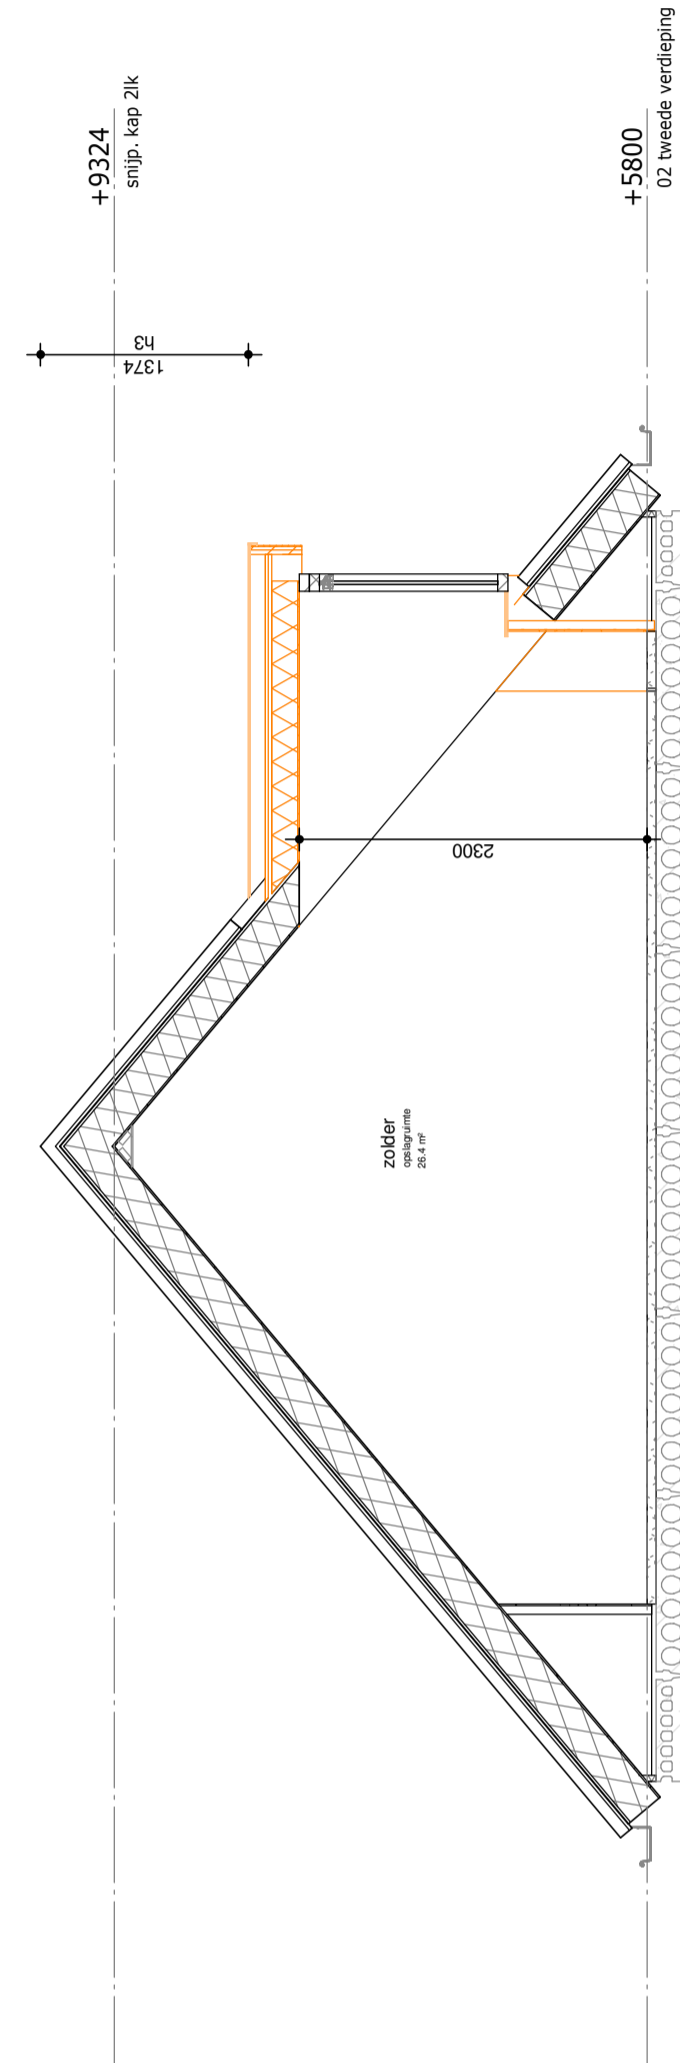 +9324
snijp. kap 2lk
+5800
02 tweede verdieping
1374
h3
2300
zolder
opslagruimte
26.4 m²